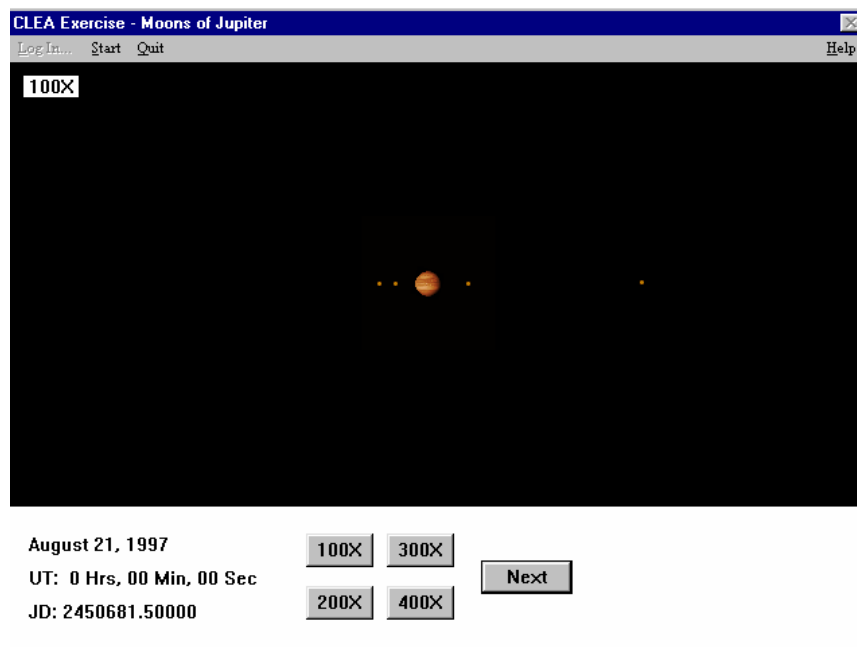 CLEA Exercise - Moons of Jupiter
Log In... Start Quit Help
100X
August 21, 1997
UT: 0 Hrs, 00 Min, 00 Sec
JD: 2450681.50000
100X 300X
200X 400X
Next